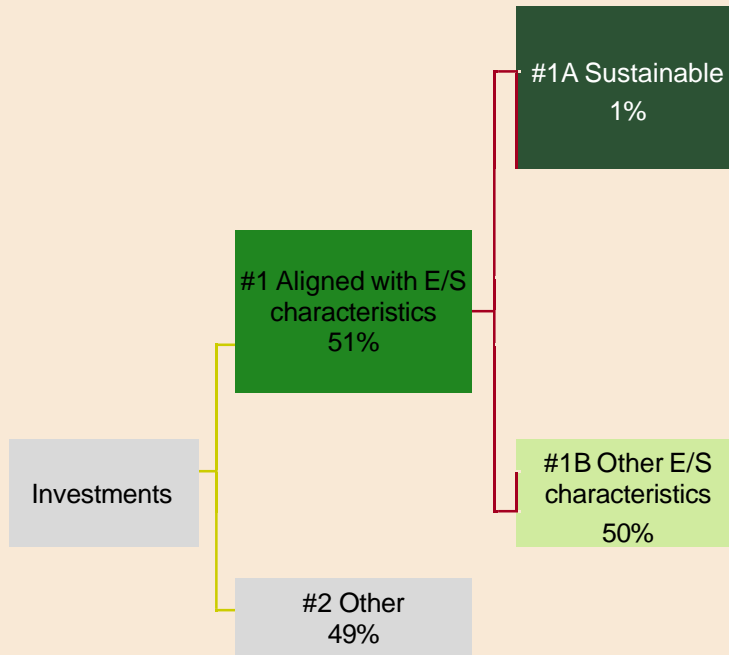 #1A Sustainable
1%
#1 Aligned with E/S
characteristics
51%
Investments
#1B Other E/S
characteristics
50%
#2 Other
49%